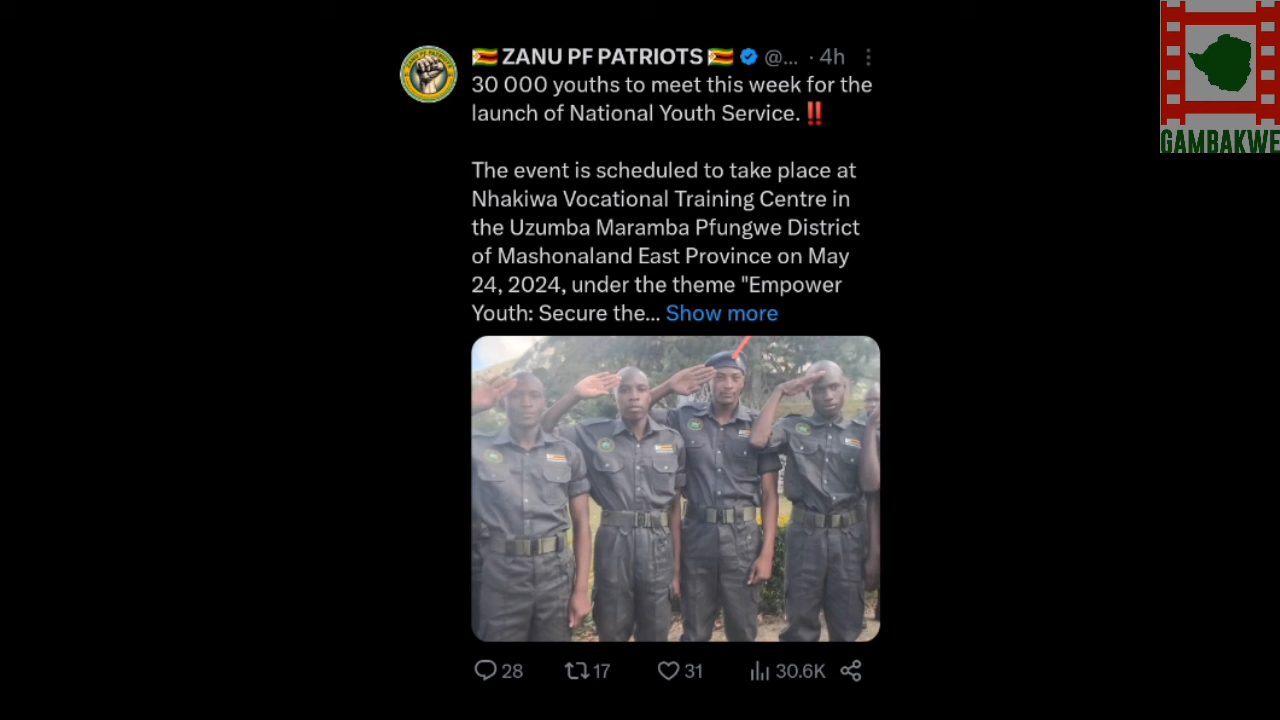 ZANU PF PATRIOTS @... · 4h
30 000 youths to meet this week for the
launch of National Youth Service. ‼️
The event is scheduled to take place at
Nhakiwa Vocational Training Centre in
the Uzumba Maramba Pfungwe District
of Mashonaland East Province on May
24, 2024, under the theme "Empower
Youth: Secure the... Show more
28 17 31 30.6K
GAMBAKWE